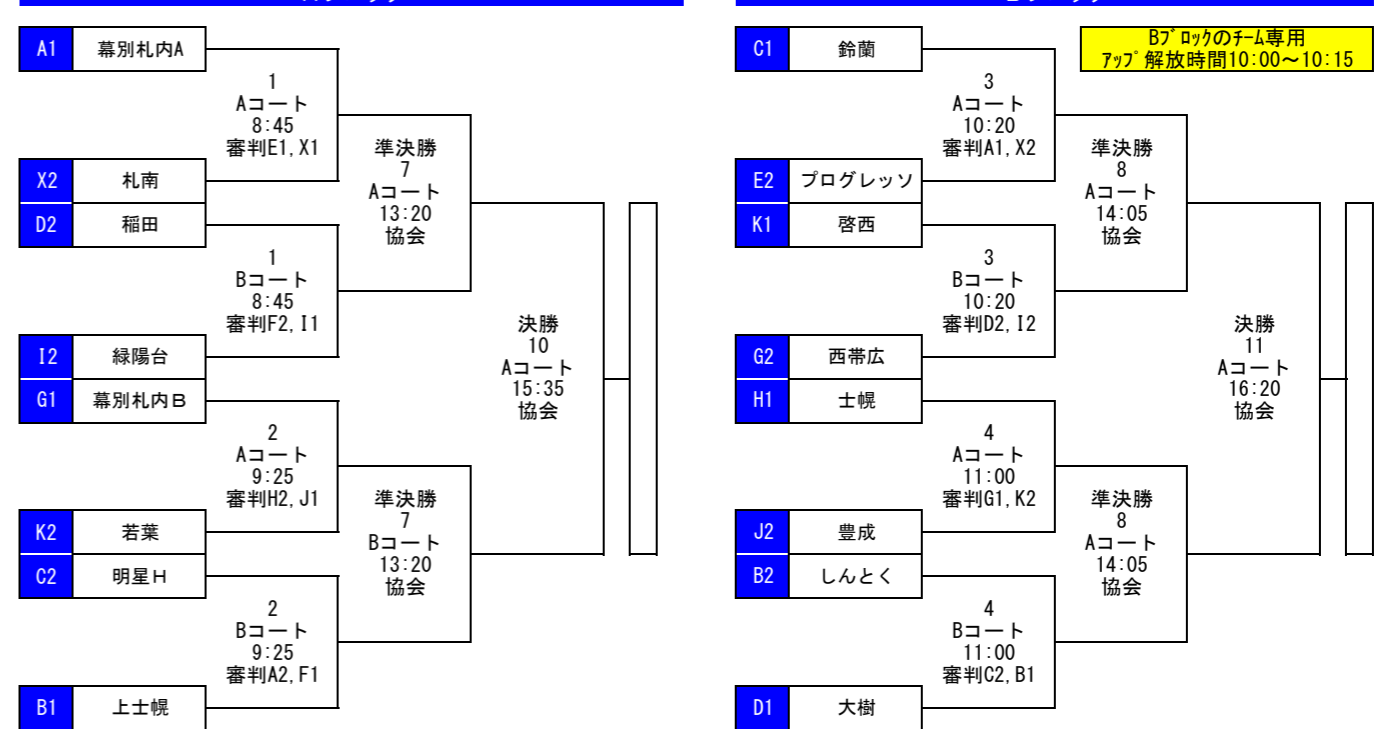 A1 幕別札内A
1
Aコート
8:45
審判E1,X1
X2 札南
D2 稲田
1
Bコート
8:45
審判F2,I1
I2 緑陽台
G1 幕別札内B
2
Aコート
9:25
審判H2,J1
K2 若葉
C2 明星H
2
Bコート
9:25
審判A2,F1
B1 上士幌
準決勝
7
Aコート
13:20
協会
準決勝
7
Bコート
13:20
協会
決勝
10
Aコート
15:35
協会
Bブロックのチーム専用
アップ解放時間10:00～10:15
C1 鈴蘭
3
Aコート
10:20
審判A1,X2
E2 プログレッソ
K1 啓西
3
Bコート
10:20
審判D2,I2
G2 西帯広
H1 士幌
4
Aコート
11:00
審判G1,K2
J2 豊成
B2 しんとく
4
Bコート
11:00
審判C2,B1
D1 大樹
準決勝
8
Aコート
14:05
協会
準決勝
8
Aコート
14:05
協会
決勝
11
Aコート
16:20
協会